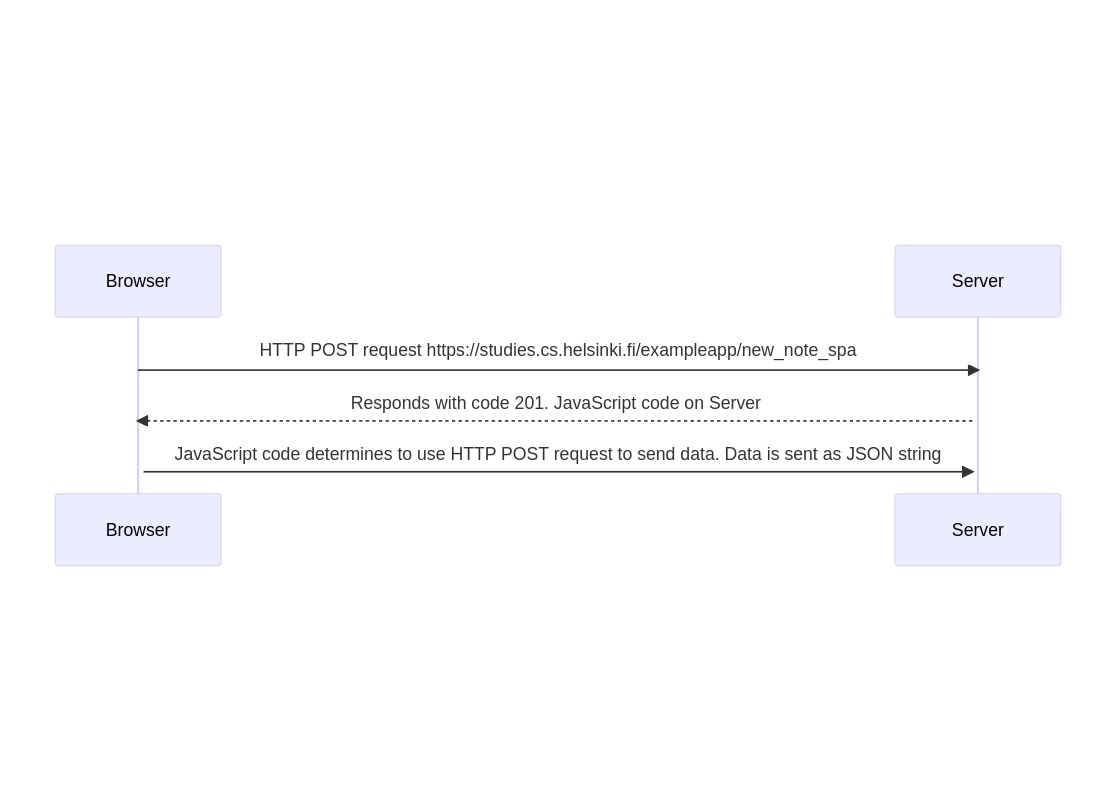 Browser
Server
HTTP POST request https://studies.cs.helsinki.fi/exampleapp/new_note_spa
Responds with code 201. JavaScript code on Server
JavaScript code determines to use HTTP POST request to send data. Data is sent as JSON string
Browser
Server